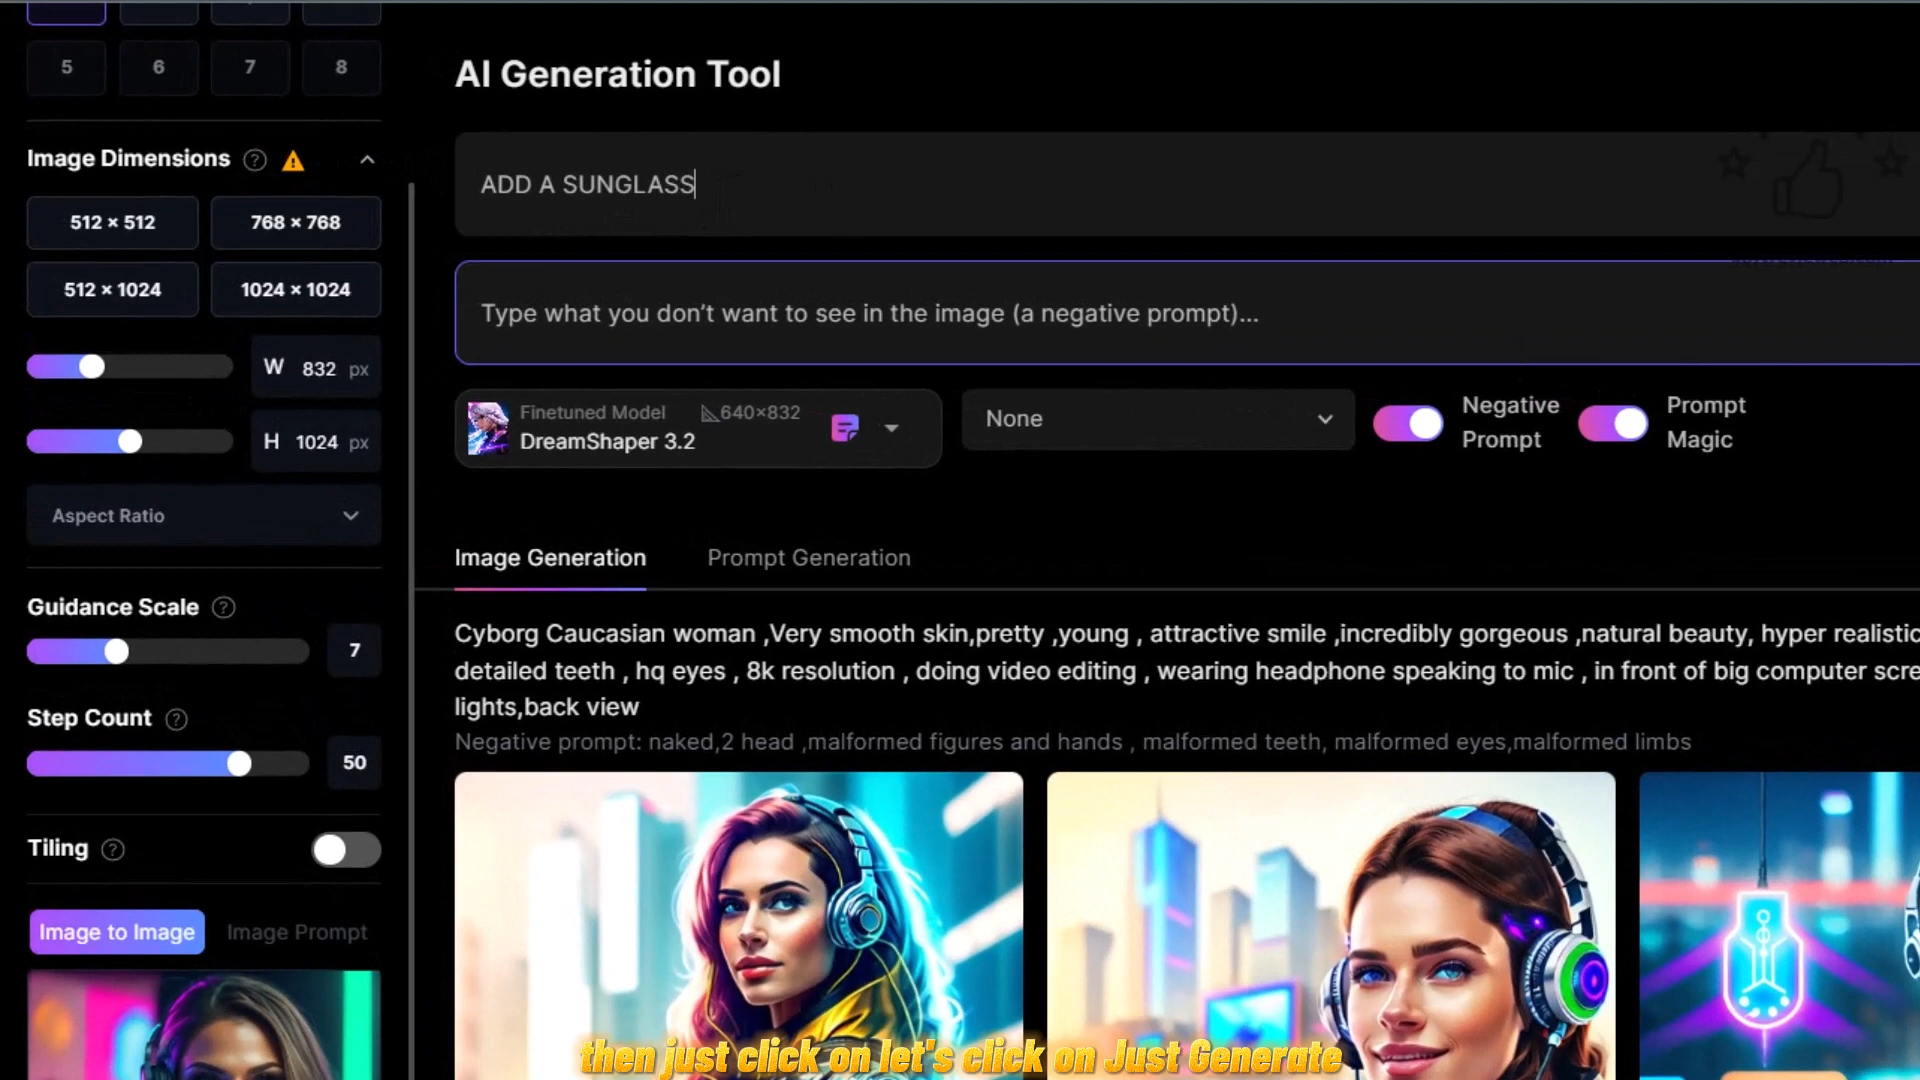 5 6 7 8
Image Dimensions ?
512 × 512 768 × 768
512 × 1024 1024 × 1024
W 832 px
H 1024 px
Aspect Ratio
Guidance Scale ?
7
Step Count ?
50
Tiling ?
Image to Image Image Prompt
AI Generation Tool
ADD A SUNGLASS
Type what you don't want to see in the image (a negative prompt)...
Finetuned Model 640×832
DreamShaper 3.2
None
Negative
Prompt
Prompt
Magic
Image Generation Prompt Generation
Cyborg Caucasian woman ,Very smooth skin,pretty ,young , attractive smile ,incredibly gorgeous ,natural beauty, hyper realistic
detailed teeth , hq eyes , 8k resolution , doing video editing , wearing headphone speaking to mic , in front of big computer scre
lights,back view
Negative prompt: naked,2 head ,malformed figures and hands , malformed teeth, malformed eyes,malformed limbs
then just click on let's click on Just Generate